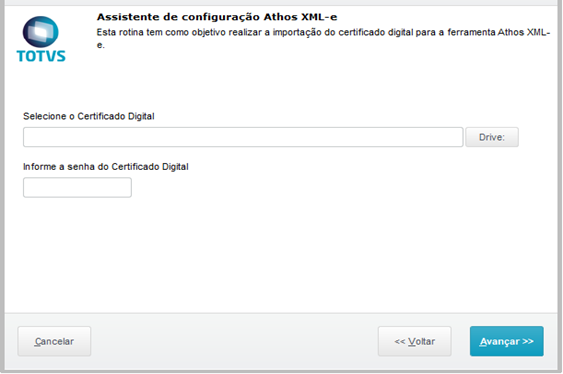 Assistente de configuração Athos XML-e
Esta rotina tem como objetivo realizar a importação do certificado digital para a ferramenta Athos XML-
e.
TOTVS
Selecione o Certificado Digital
Drive:
Informe a senha do Certificado Digital
Cancelar
<< Voltar
Avançar >>